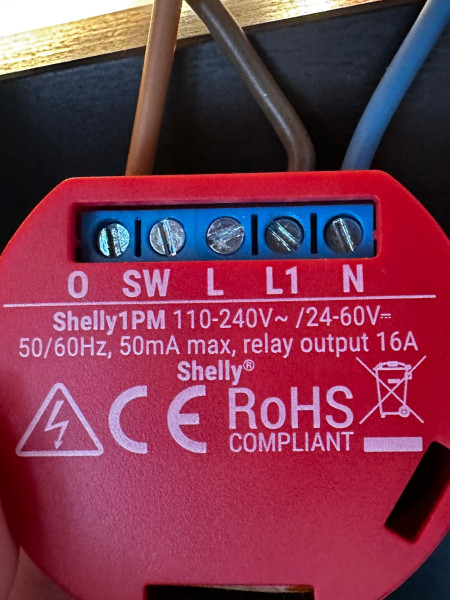 O SW L L1 N
Shelly1PM 110-240V~ /24-60V⎓
50/60Hz, 50mA max, relay output 16A
Shelly®
CE RoHS
COMPLIANT